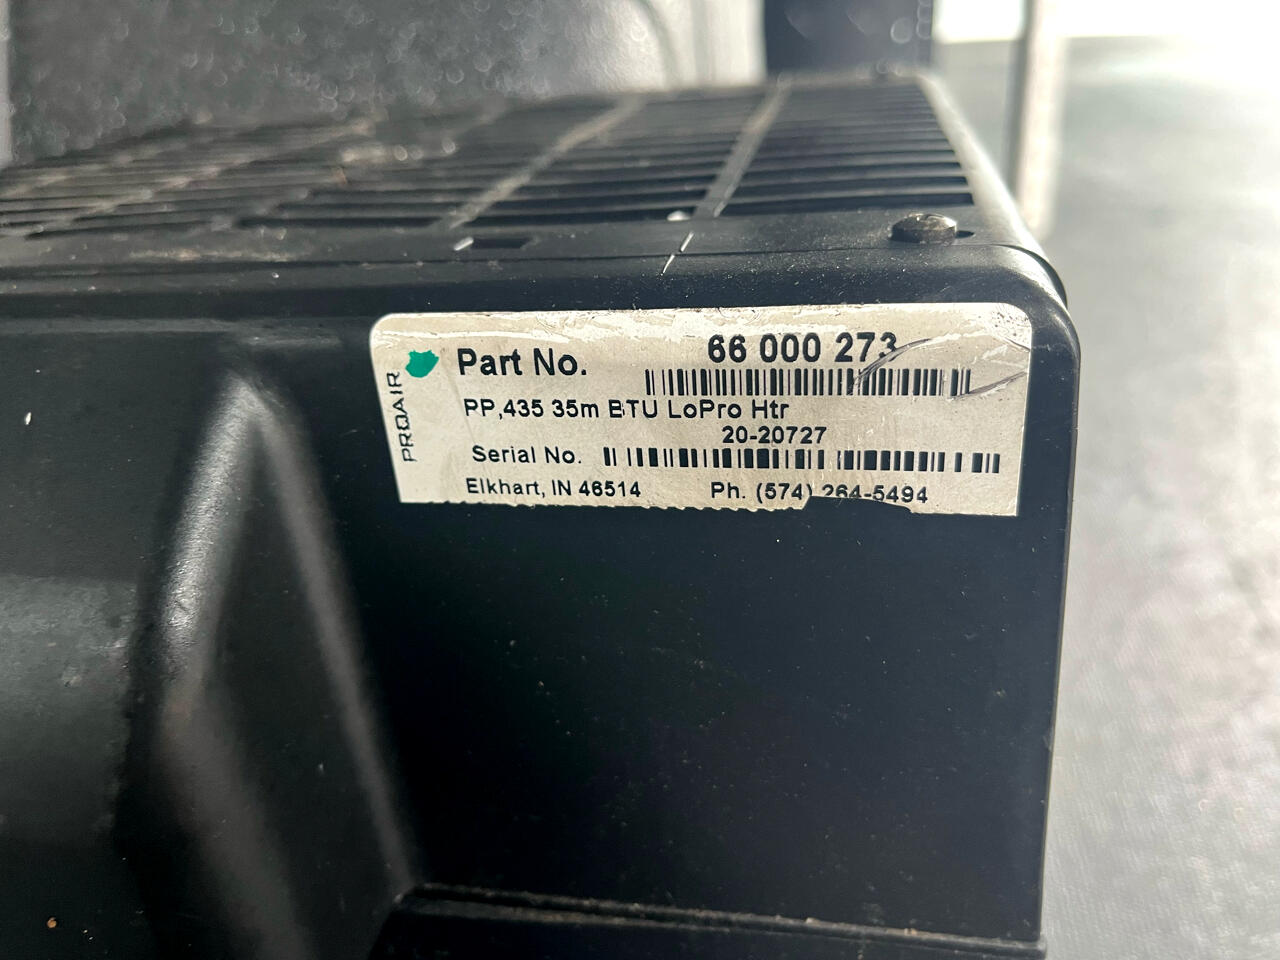 PROAIR
Part No. 66 000 273
PP,435 35m BTU LoPro Htr
20-20727
Serial No.
Elkhart, IN 46514 Ph. (574) 264-5494